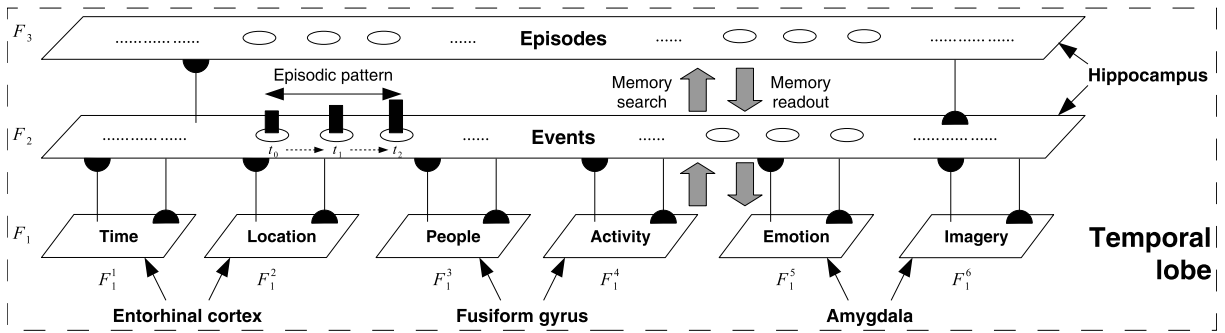 F₃
Episodes
Hippocampus
Episodic pattern
Memory search
Memory readout
F₂
Events
t₀
t₁
t₂
F₁
Time
Location
People
Activity
Emotion
Imagery
F₁¹
F₁²
F₁³
F₁⁴
F₁⁵
F₁⁶
Temporal
lobe
Entorhinal cortex
Fusiform gyrus
Amygdala